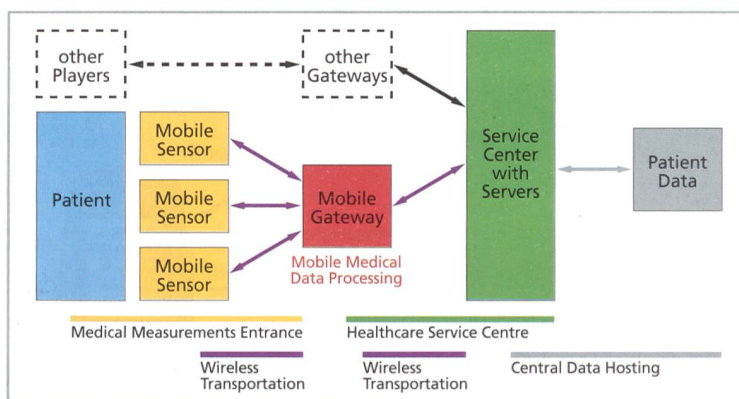 other
Players
other
Gateways
Patient
Mobile
Sensor
Mobile
Sensor
Mobile
Sensor
Mobile
Gateway
Mobile Medical
Data Processing
Service
Center
with
Servers
Patient
Data
Medical Measurements Entrance
Healthcare Service Centre
Wireless
Transportation
Wireless
Transportation
Central Data Hosting